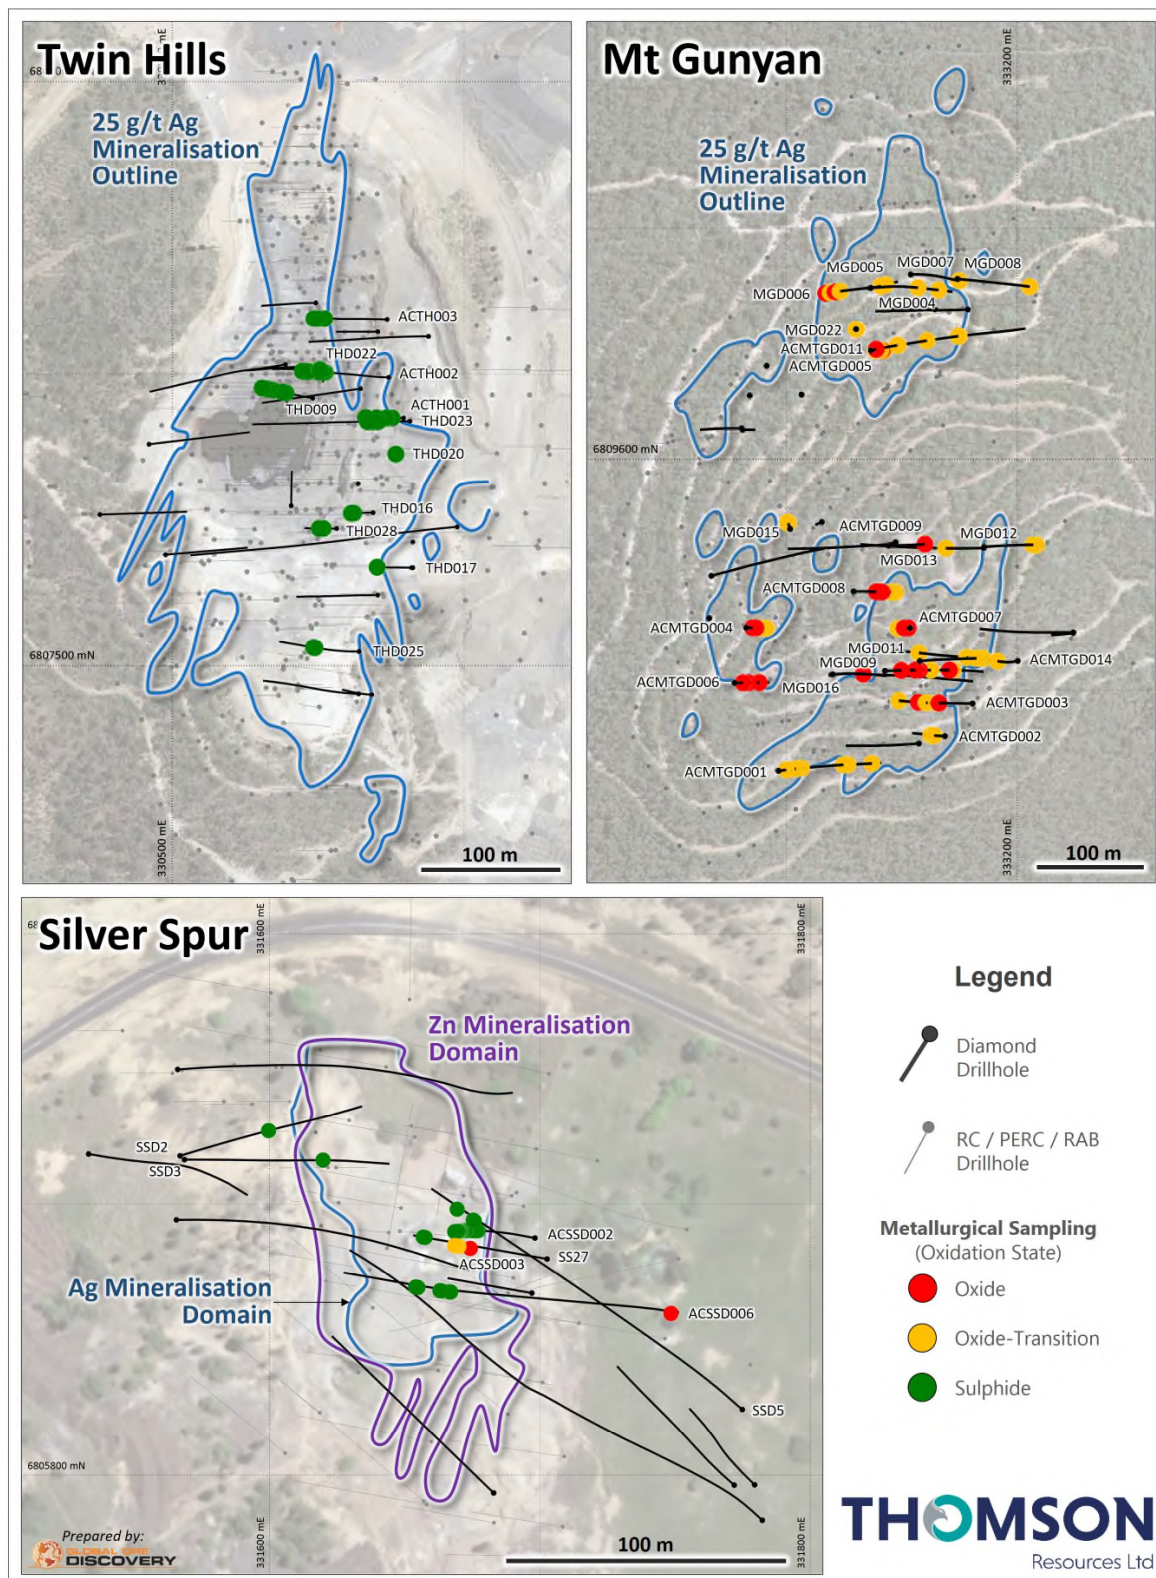 Twin Hills
25 g/t Ag
Mineralisation
Outline
ACTH003
THD022
ACTH002
THD009
ACTH001
THD023
THD020
THD016
THD028
THD017
THD025
6807500 mN
330500 mE
100 m
Mt Gunyan
333200 mE
25 g/t Ag
Mineralisation
Outline
MGD007
MGD008
MGD005
MGD006
MGD004
MGD022
ACMTGD011
ACMTGD005
6809600 mN
ACMTGD009
MGD012
MGD015
MGD013
ACMTGD008
ACMTGD007
ACMTGD004
MGD011
ACMTGD014
MGD009
ACMTGD006
MGD016
ACMTGD003
ACMTGD002
ACMTGD001
333200 mE
100 m
Silver Spur
331600 mE
331800 mE
Zn Mineralisation
Domain
SSD2
SSD3
ACSSD002
SS27
ACSSD003
Ag Mineralisation
Domain
ACSSD006
SSD5
6805800 mN
331600 mE
331800 mE
100 m
Prepared by:
GLOBAL ORE
DISCOVERY
Legend
Diamond
Drillhole
RC / PERC / RAB
Drillhole
Metallurgical Sampling
(Oxidation State)
Oxide
Oxide-Transition
Sulphide
THOMSON
Resources Ltd